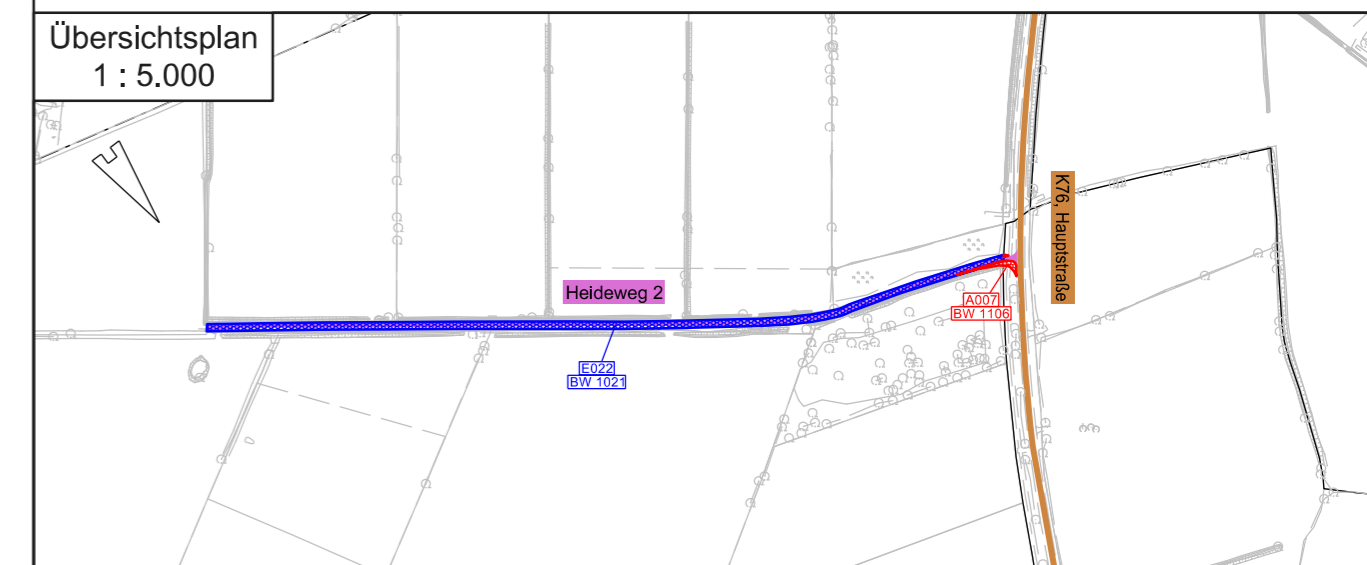 Übersichtsplan
1 : 5.000
K76, Hauptstraße
Heideweg 2
A007
BW 1106
E022
BW 1021